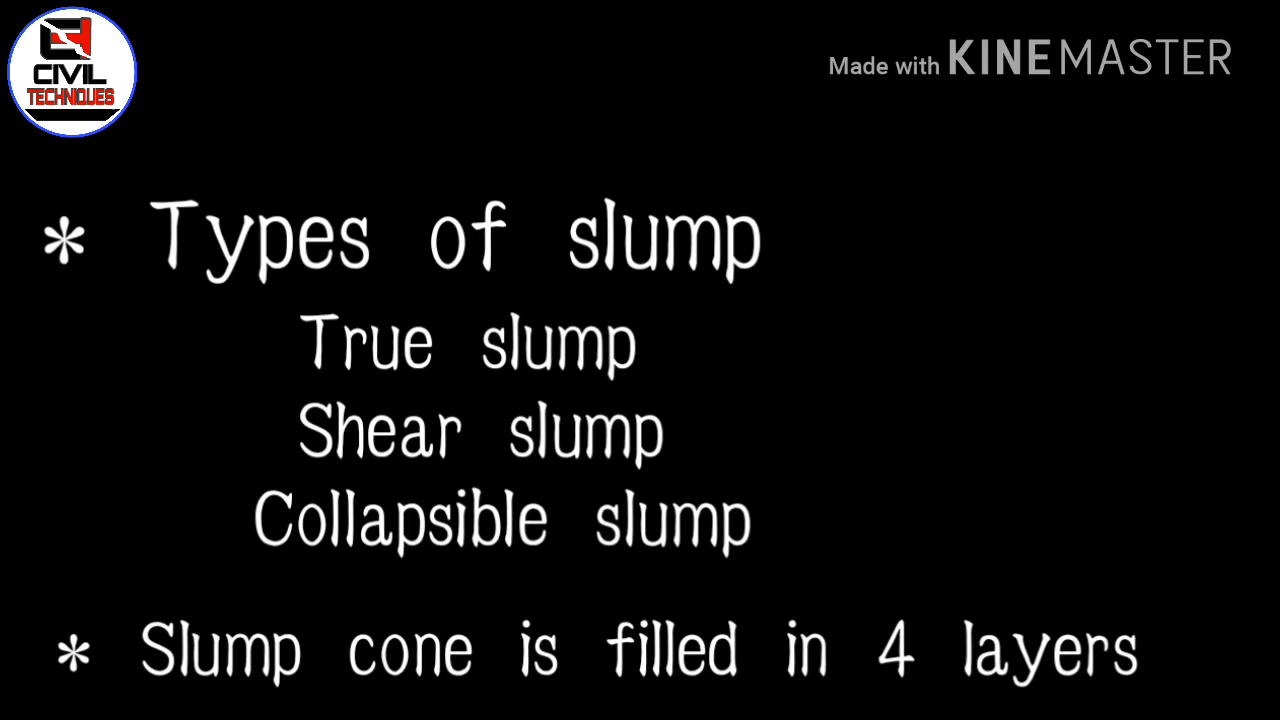 CIVIL
TECHNIQUES
Made with KINEMASTER
* Types of slump
True slump
Shear slump
Collapsible slump
* Slump cone is filled in 4 layers